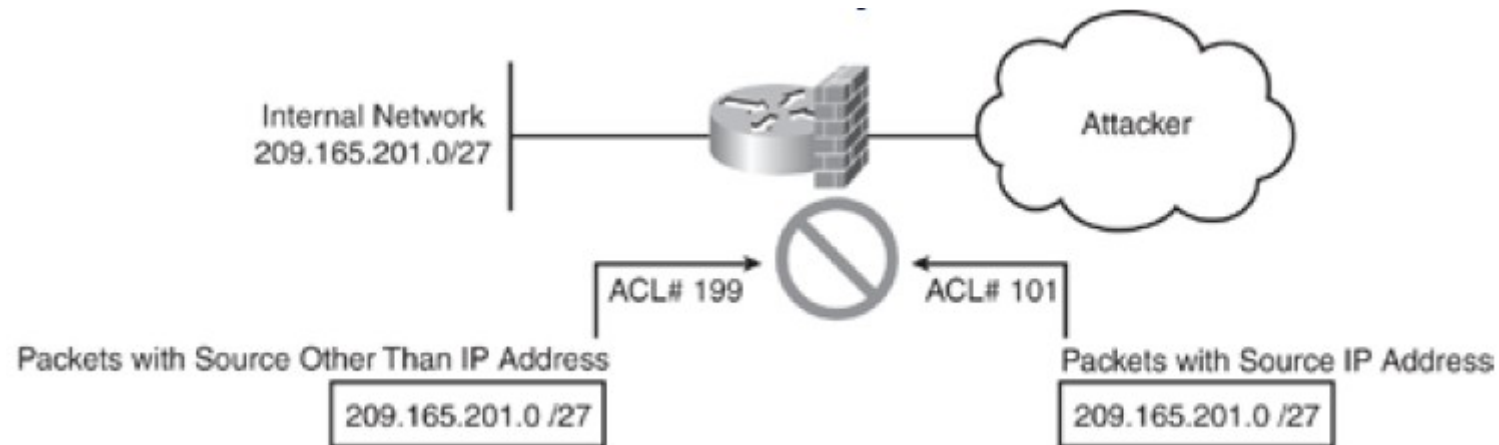 Internal Network
209.165.201.0/27
Attacker
ACL# 199
ACL# 101
Packets with Source Other Than IP Address
209.165.201.0 /27
Packets with Source IP Address
209.165.201.0 /27